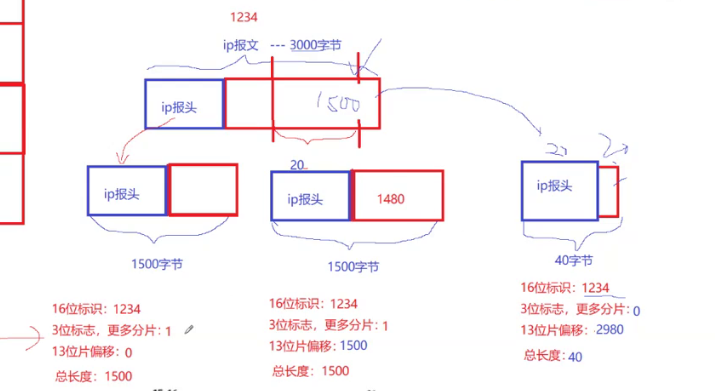 1234
ip报文 --- 3000字节
ip报头
1500
20
ip报头
ip报头
1480
ip报头
1500字节
1500字节
40字节
16位标识：1234
3位标志，更多分片：1
13位片偏移：0
总长度：1500
16位标识：1234
3位标志，更多分片：1
13位片偏移：1500
总长度：1500
16位标识：1234
3位标志，更多分片：0
13位片偏移：2980
总长度：40